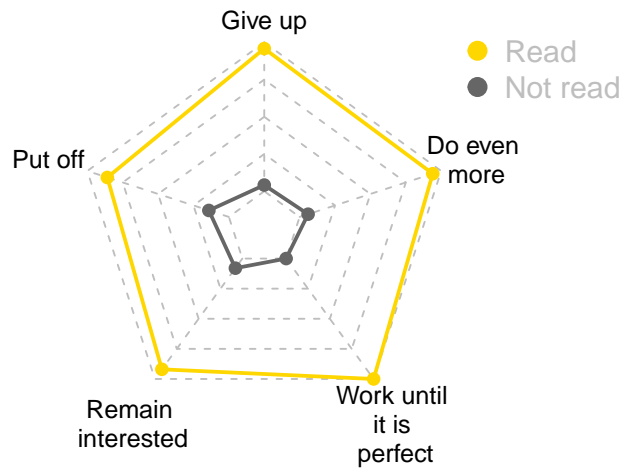 Give up
Read
Not read
Do even
more
Put off
Work until
it is
perfect
Remain
interested